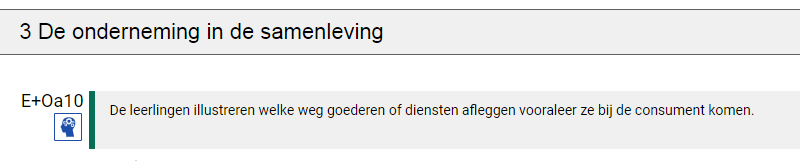 3 De onderneming in de samenleving
E+Oa10
De leerlingen illustreren welke weg goederen of diensten afleggen vooraleer ze bij de consument komen.